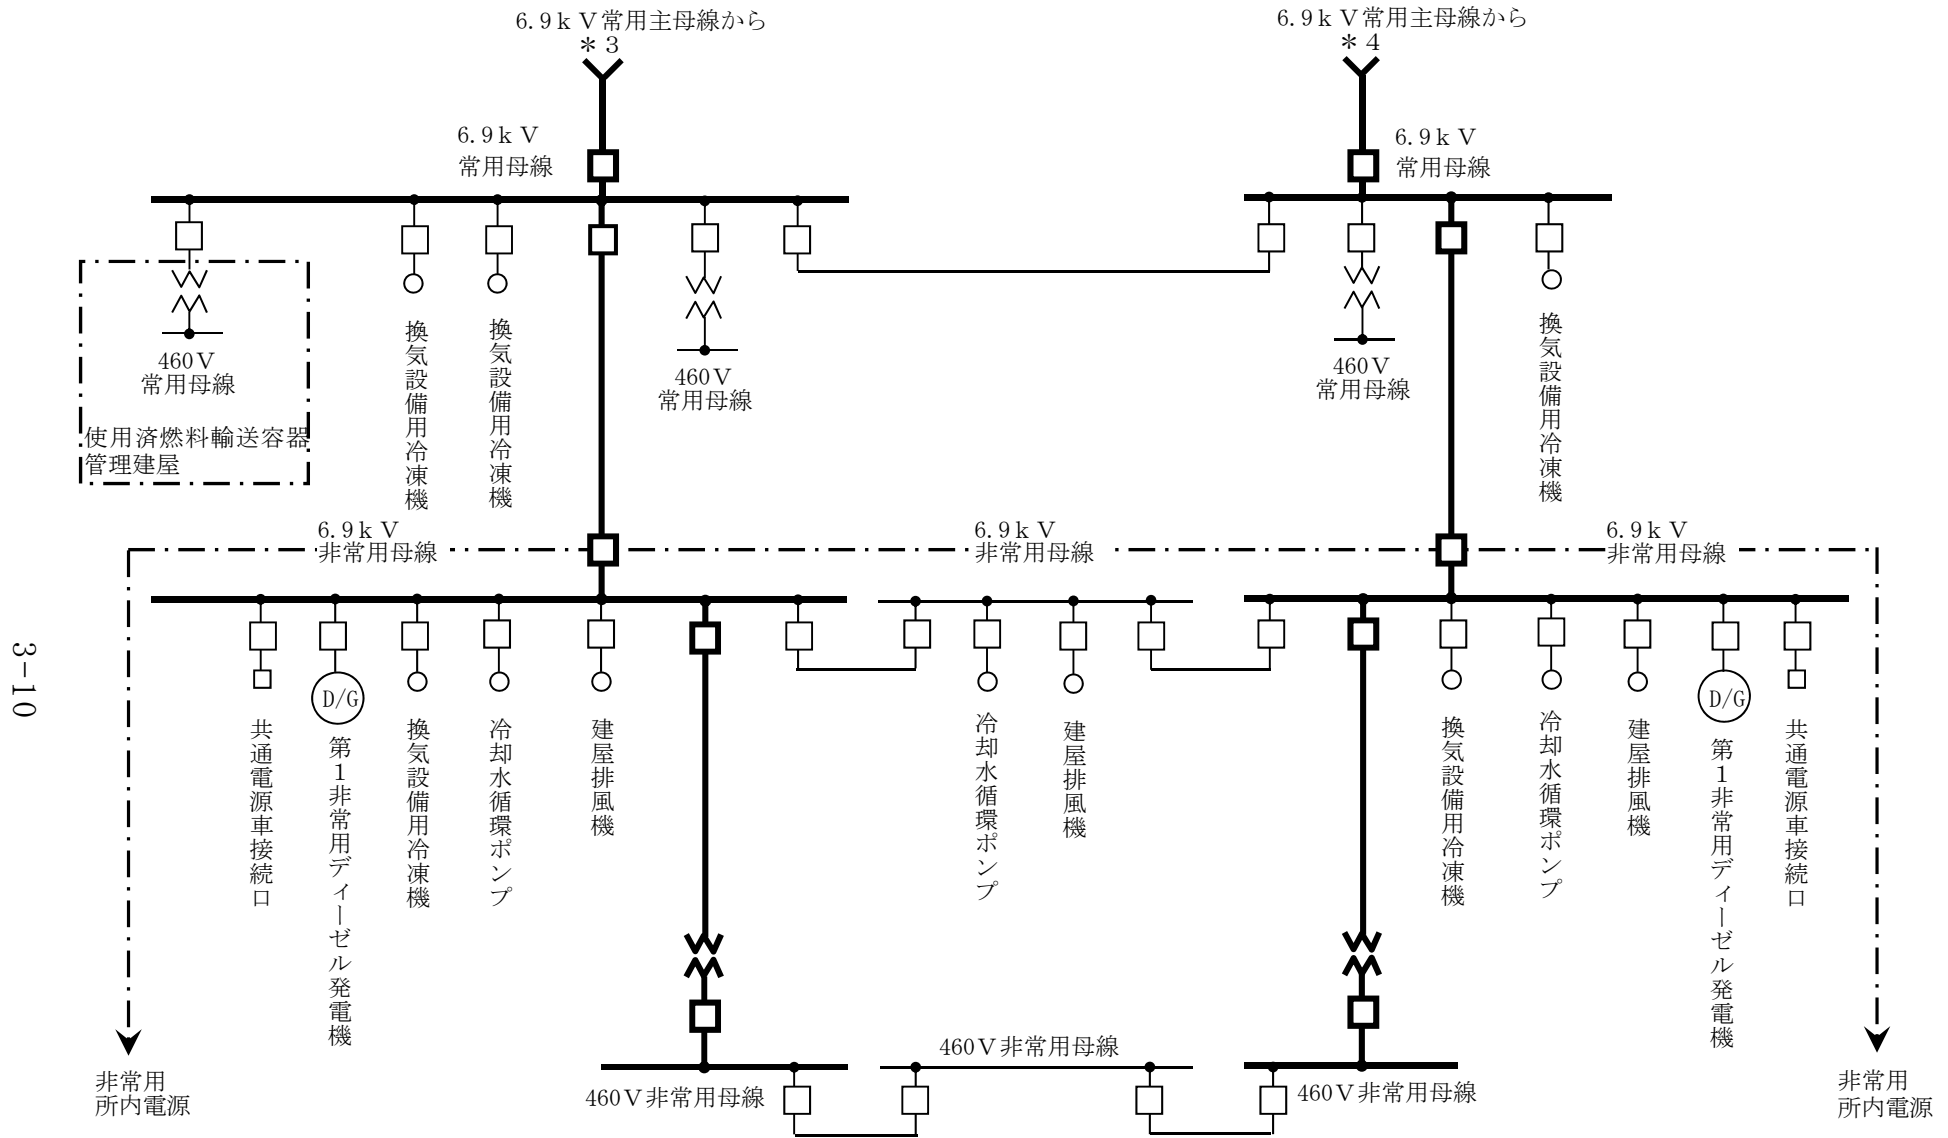 6.9ｋＶ常用主母線から
＊３
6.9ｋＶ常用主母線から
＊４
6.9ｋＶ
常用母線
6.9ｋＶ
常用母線
460Ｖ
常用母線
使用済燃料輸送容器
管理建屋
換気設備用冷凍機
換気設備用冷凍機
460Ｖ
常用母線
460Ｖ
常用母線
換気設備用冷凍機
6.9ｋＶ
非常用母線
6.9ｋＶ
非常用母線
6.9ｋＶ
非常用母線
共通電源車接続口
D/G
第１非常用ディーゼル発電機
換気設備用冷凍機
冷却水循環ポンプ
建屋排風機
冷却水循環ポンプ
建屋排風機
換気設備用冷凍機
冷却水循環ポンプ
建屋排風機
D/G
第１非常用ディーゼル発電機
共通電源車接続口
460Ｖ非常用母線
460Ｖ非常用母線
460Ｖ非常用母線
非常用
所内電源
非常用
所内電源
3-10